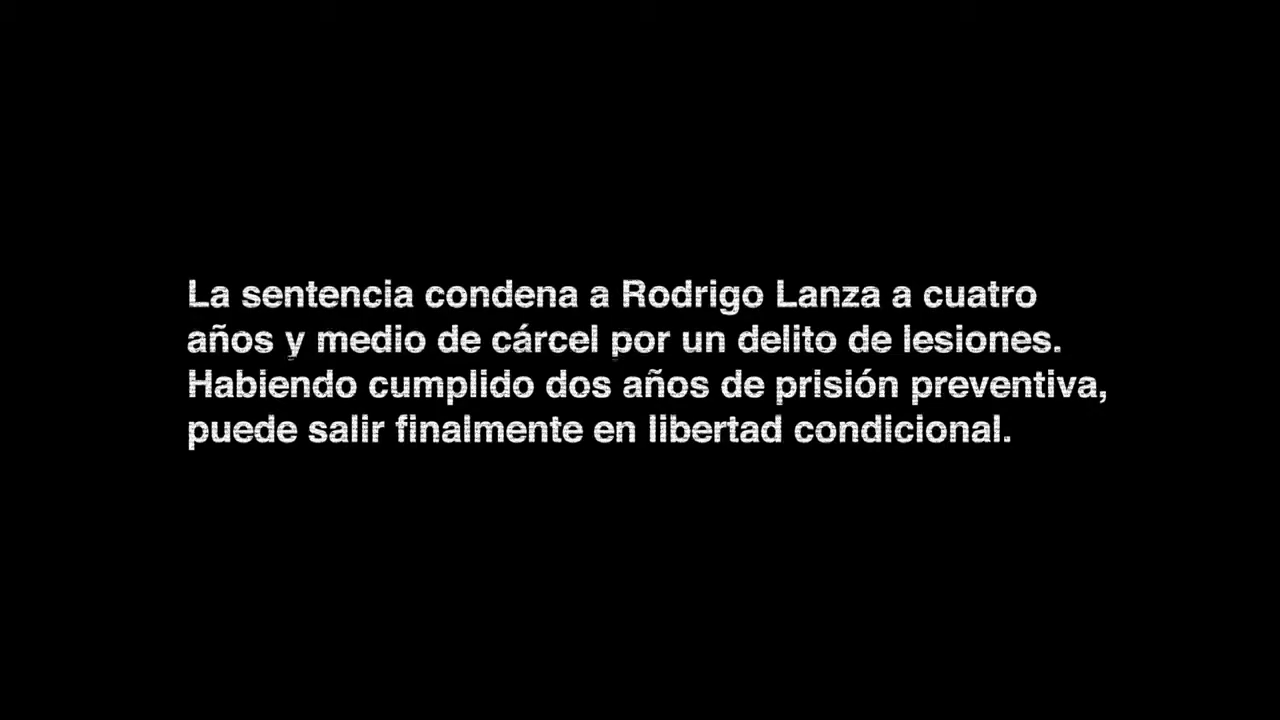 La sentencia condena a Rodrigo Lanza a cuatro
años y medio de cárcel por un delito de lesiones.
Habiendo cumplido dos años de prisión preventiva,
puede salir finalmente en libertad condicional.